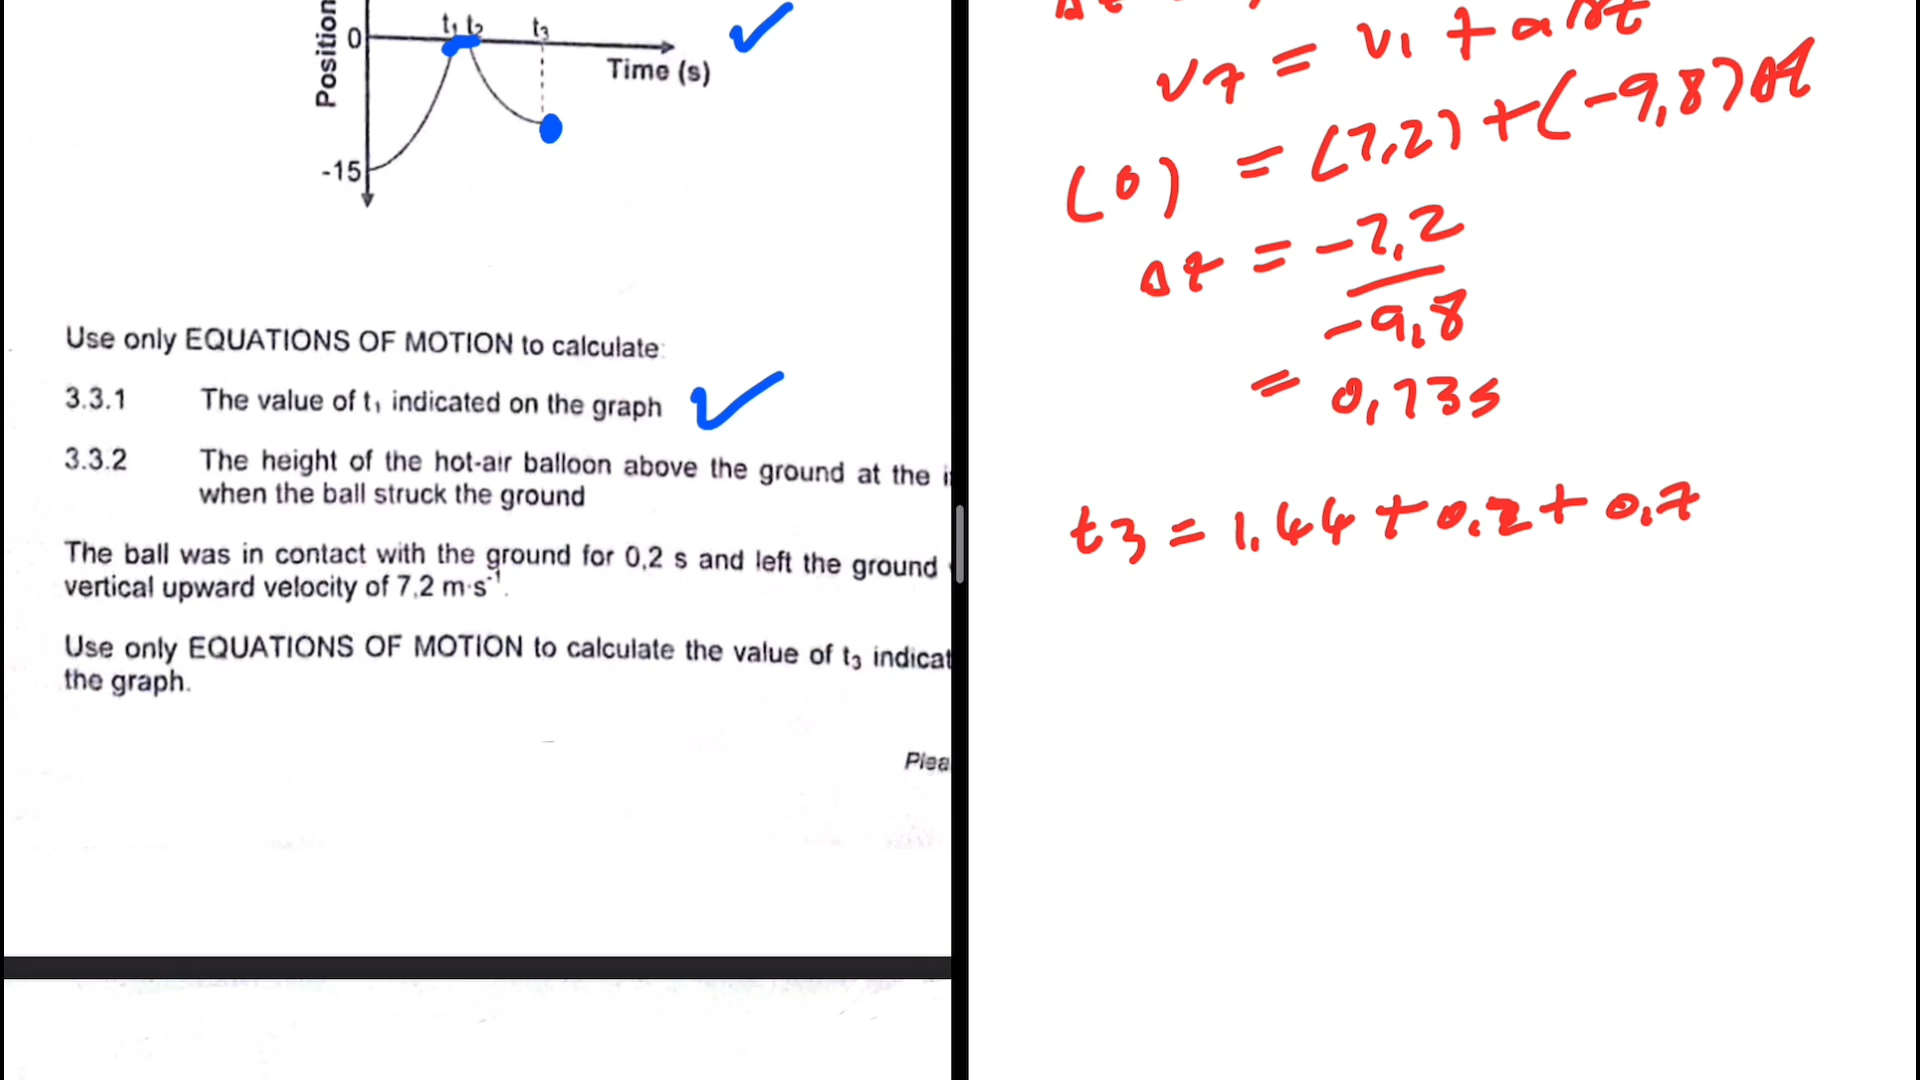 Position
0
t₁ t₂ t₃
Time (s)
-15
Use only EQUATIONS OF MOTION to calculate:
3.3.1 The value of t₁ indicated on the graph
3.3.2 The height of the hot-air balloon above the ground at the
when the ball struck the ground
The ball was in contact with the ground for 0,2 s and left the ground
vertical upward velocity of 7,2 m·s⁻¹.
Use only EQUATIONS OF MOTION to calculate the value of t₃ indicat
the graph.
Plea
vf = vi + a Δt
(0) = (7,2) + (-9,8) Δt
Δt = -7,2
-9,8
= 0,73s
t3 = 1.44 + 0.2 + 0.7